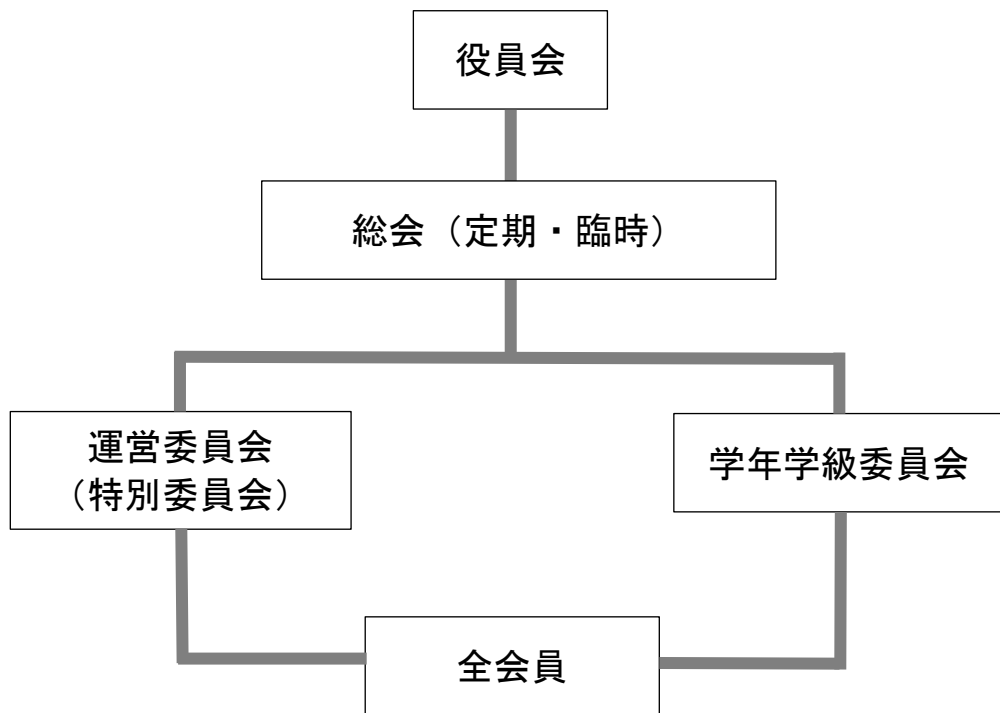 役員会
総会（定期・臨時）
運営委員会
（特別委員会）
学年学級委員会
全会員